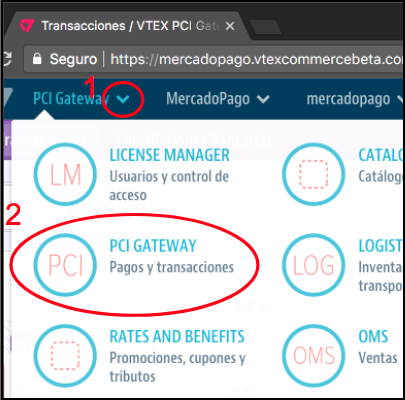 Transacciones / VTEX PCI Gat
Seguro | https://mercadopago.vtexcommercebeta.co
1
PCI Gateway
MercadoPago
mercadopago
LM
LICENSE MANAGER
Usuarios y control de
acceso
CATALO
Catálog
2
PCI
PCI GATEWAY
Pagos y transacciones
LOG
LOGIST
Inventa
transpo
RATES AND BENEFITS
Promociones, cupones y
tributos
OMS
OMS
Ventas